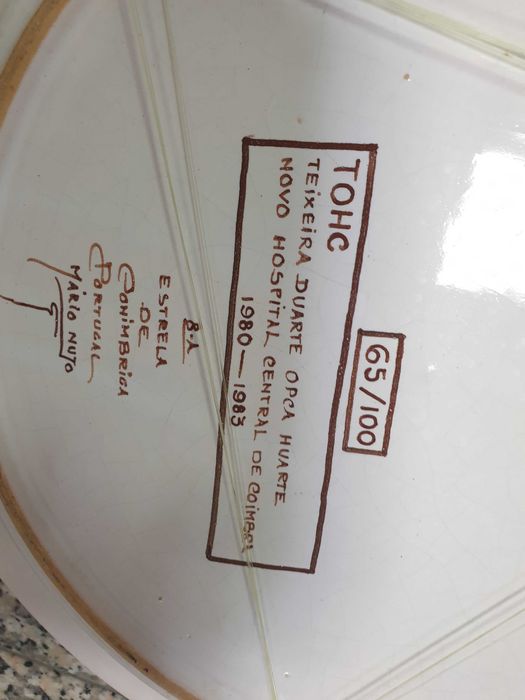 65/100
TOHC
TEIXEIRA DUARTE OPCA HUARTE
NOVO HOSPITAL CENTRAL DE COIMBRA
1980 — 1983
8.A
ESTRELA
DE
CONIMBRIGA
PORTUGAL
MARIO NUTO